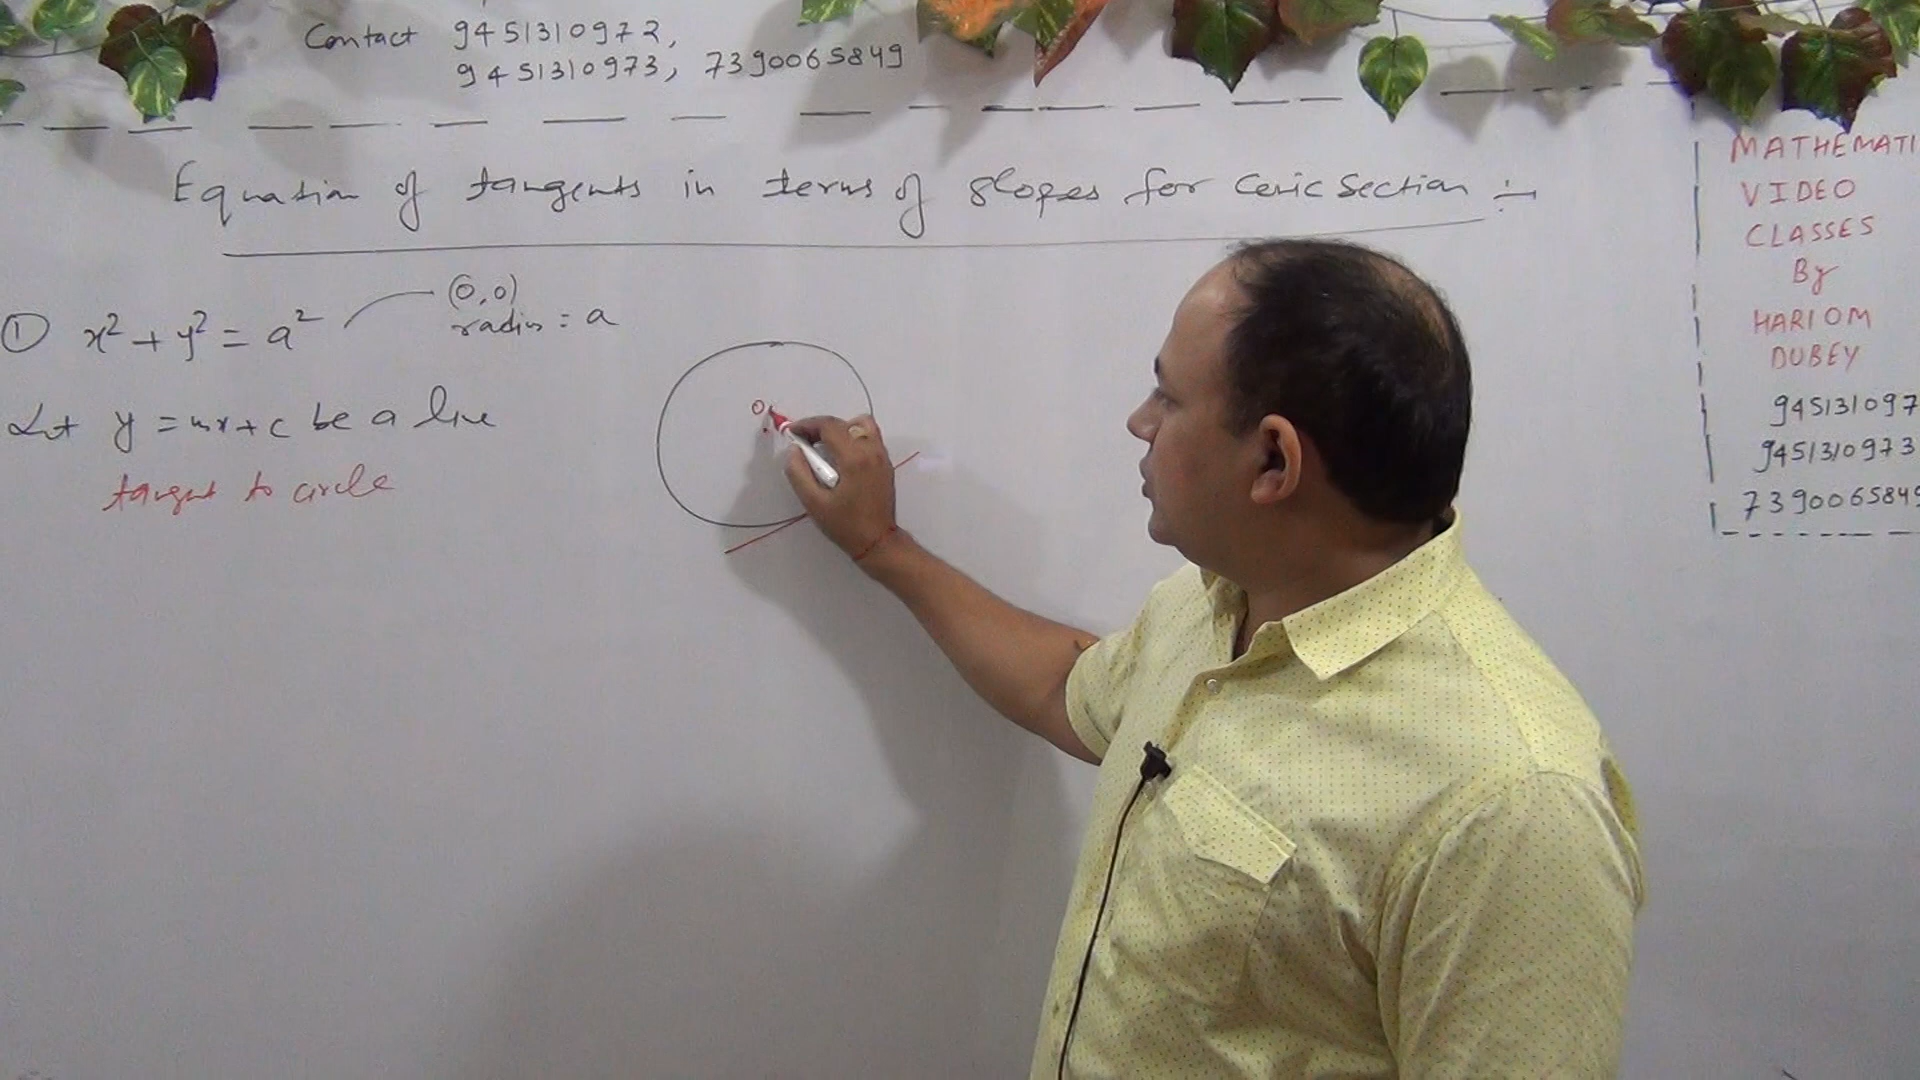 Contact 9451310972,
9451310973, 7390065849
Equation of tangents in terms of slopes for Conic Section :-
① x² + y² = a²
(0,0)
radius = a
Let y = mx + c be a line
tangent to circle
O
MATHEMATI
VIDEO
CLASSES
By
HARIOM
DUBEY
945131097
9451310973
7390065849